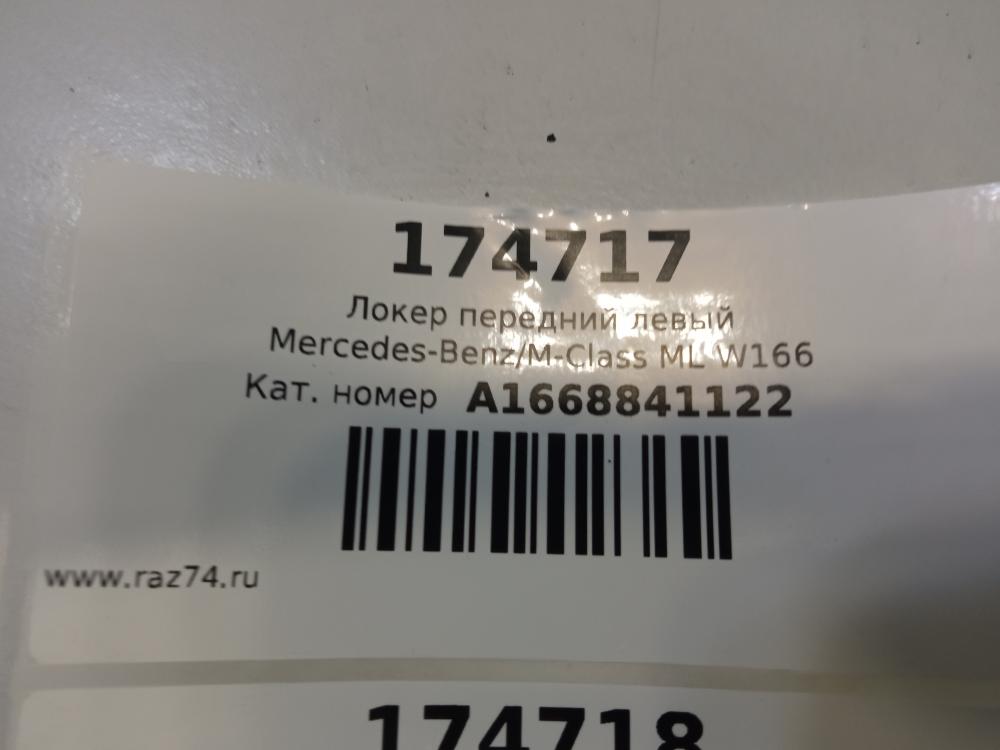 174717
Локер передний левый
Mercedes-Benz/M-Class ML W166
Кат. номер A1668841122
www.raz74.ru
174718